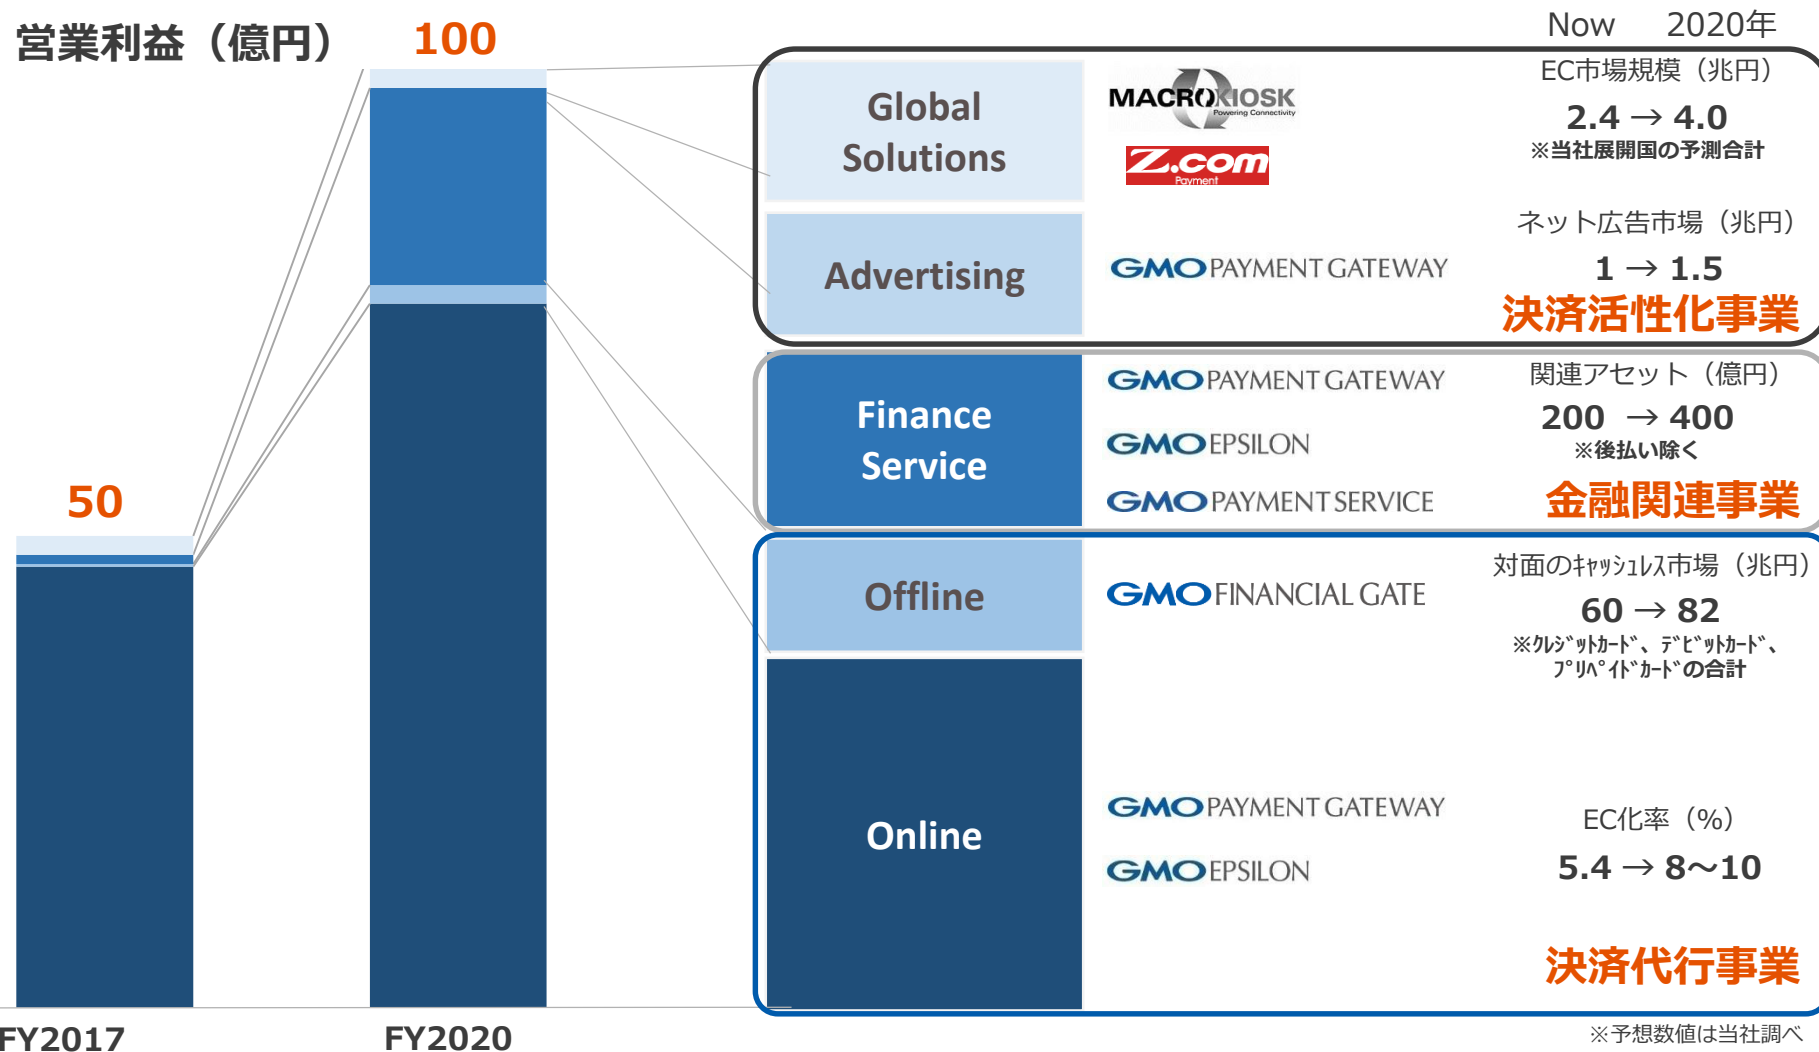 営業利益（億円）
100
50
FY2017
FY2020
Now 2020年
Global
Solutions
MACROKIOSK
Powering Connectivity
Z.com
Payment
EC市場規模（兆円）
2.4 → 4.0
※当社展開国の予測合計
Advertising
GMO PAYMENT GATEWAY
ネット広告市場（兆円）
1 → 1.5
決済活性化事業
Finance
Service
GMO PAYMENT GATEWAY
GMO EPSILON
GMO PAYMENT SERVICE
関連アセット（億円）
200 → 400
※後払い除く
金融関連事業
Offline
GMO FINANCIAL GATE
対面のｷｬｯｼｭﾚｽ市場（兆円）
60 → 82
※ｸﾚｼﾞｯﾄｶｰﾄﾞ、ﾃﾞﾋﾞｯﾄｶｰﾄﾞ、
ﾌﾟﾘﾍﾟｲﾄﾞｶｰﾄﾞの合計
Online
GMO PAYMENT GATEWAY
GMO EPSILON
EC化率（%）
5.4 → 8～10
決済代行事業
※予想数値は当社調べ